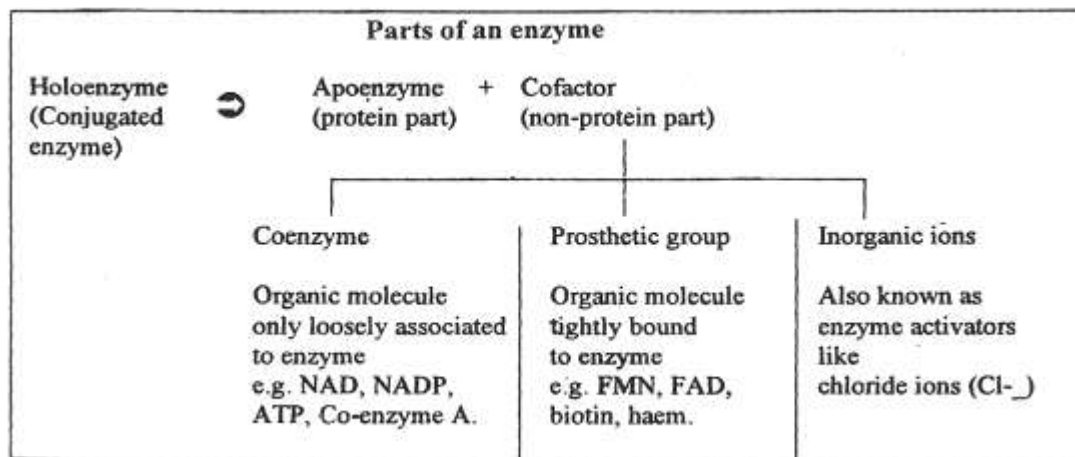 Parts of an enzyme
Holoenzyme ➲ Apoenzyme + Cofactor
(Conjugated (protein part) (non-protein part)
enzyme)
Coenzyme
Organic molecule
only loosely associated
to enzyme
e.g. NAD, NADP,
ATP, Co-enzyme A.
Prosthetic group
Organic molecule
tightly bound
to enzyme
e.g. FMN, FAD,
biotin, haem.
Inorganic ions
Also known as
enzyme activators
like
chloride ions (Cl-_)